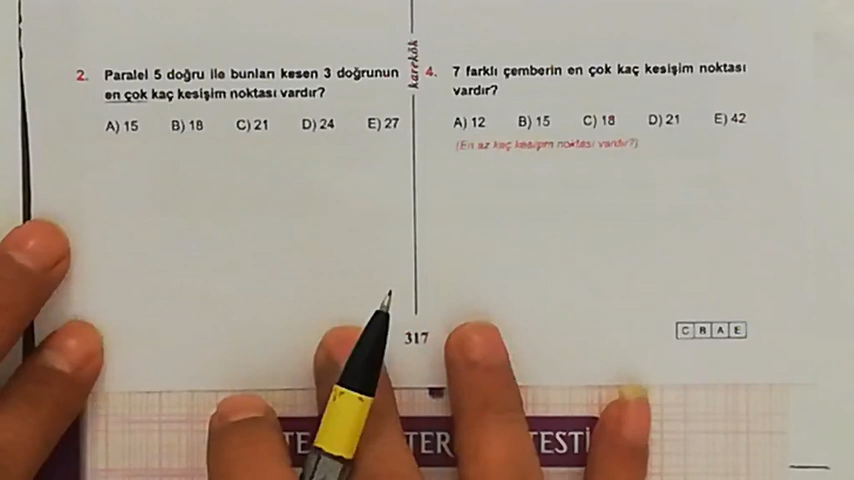 2. Paralel 5 doğru ile bunları kesen 3 doğrunun
en çok kaç kesişim noktası vardır?
A) 15 B) 18 C) 21 D) 24 E) 27
karekök
4. 7 farklı çemberin en çok kaç kesişim noktası
vardır?
A) 12 B) 15 C) 18 D) 21 E) 42
(En az kaç kesişim noktası vardır?)
317
C B A E
TESTİ